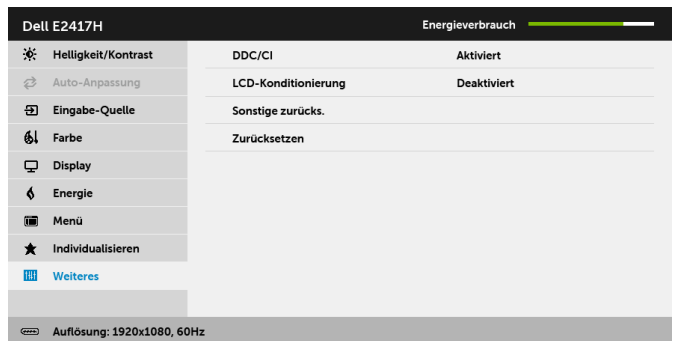 Dell E2417H
Energieverbrauch
Helligkeit/Kontrast
DDC/CI Aktiviert
Auto-Anpassung
LCD-Konditionierung Deaktiviert
Eingabe-Quelle
Sonstige zurücks.
Farbe
Zurücksetzen
Display
Energie
Menü
Individualisieren
Weiteres
Auflösung: 1920x1080, 60Hz